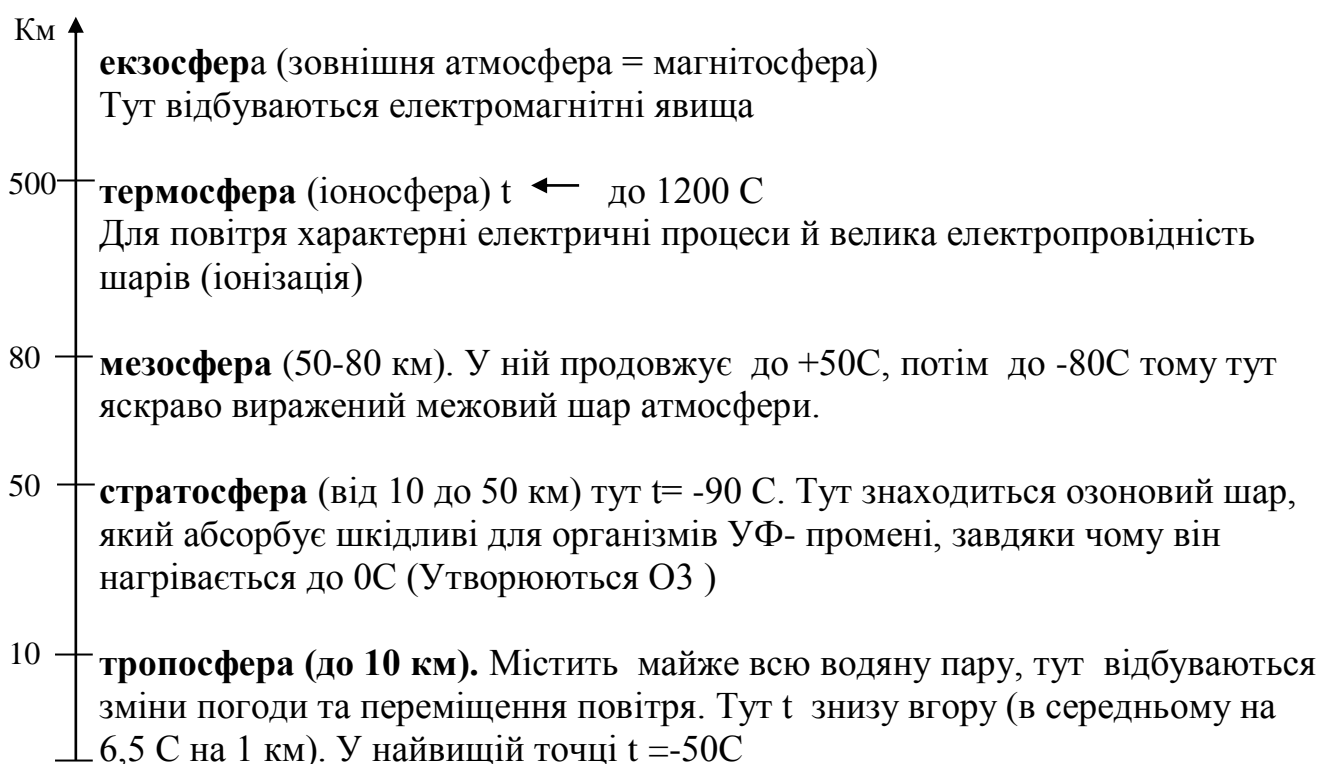 Км
екзосфера (зовнішня атмосфера = магнітосфера)
Тут відбуваються електромагнітні явища
500
термосфера (іоносфера) t ← до 1200 С
Для повітря характерні електричні процеси й велика електропровідність
шарів (іонізація)
80
мезосфера (50-80 км). У ній продовжує до +50С, потім до -80С тому тут
яскраво виражений межовий шар атмосфери.
50
стратосфера (від 10 до 50 км) тут t= -90 С. Тут знаходиться озоновий шар,
який абсорбує шкідливі для організмів УФ- промені, завдяки чому він
нагрівається до 0С (Утворюються О3 )
10
тропосфера (до 10 км). Містить майже всю водяну пару, тут відбуваються
зміни погоди та переміщення повітря. Тут t знизу вгору (в середньому на
6,5 С на 1 км). У найвищій точці t =-50С